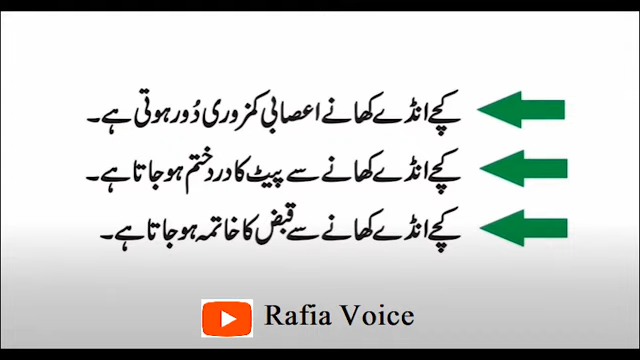 کچے انڈے کھانے اعصابی کمزوری دُور ہوتی ہے۔
کچے انڈے کھانے سے پیٹ کا درد ختم ہو جاتا ہے۔
کچے انڈے کھانے سے قبض کا خاتمہ ہو جاتا ہے۔
Rafia Voice